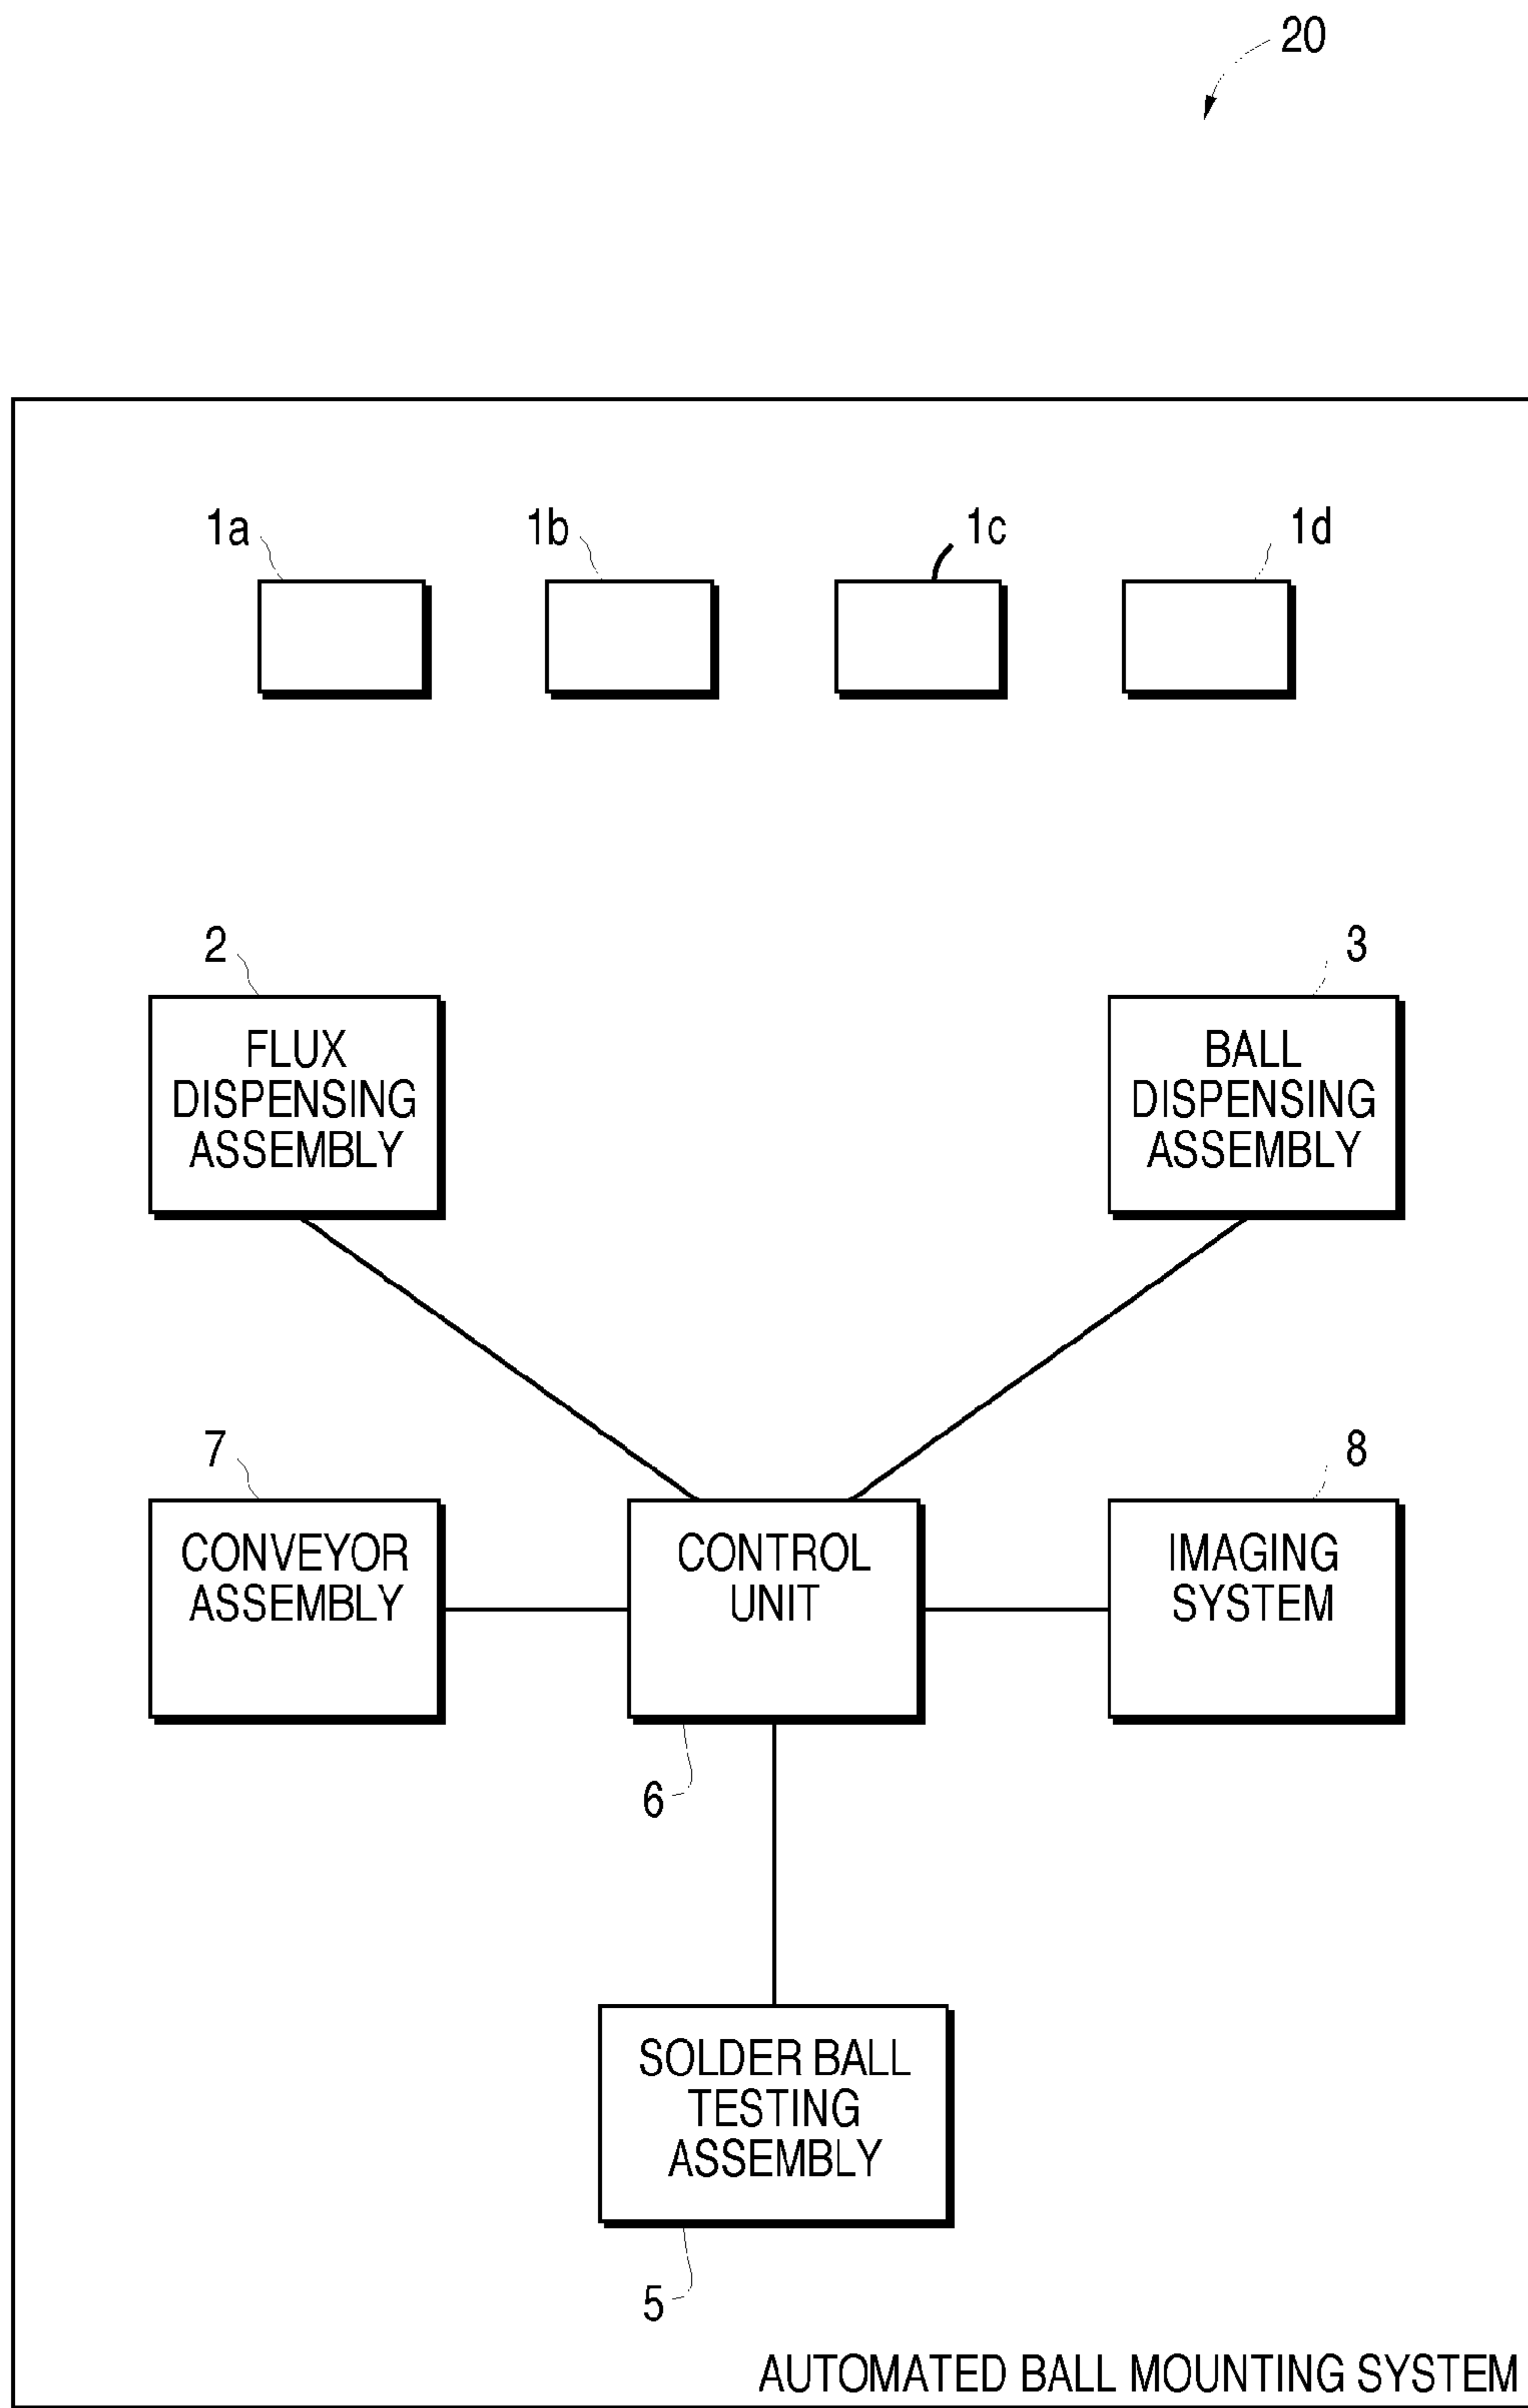 20
1a
1b
1c
1d
2
3
FLUX
DISPENSING
ASSEMBLY
BALL
DISPENSING
ASSEMBLY
7
8
CONVEYOR
ASSEMBLY
CONTROL
UNIT
IMAGING
SYSTEM
6
SOLDER BALL
TESTING
ASSEMBLY
5
AUTOMATED BALL MOUNTING SYSTEM